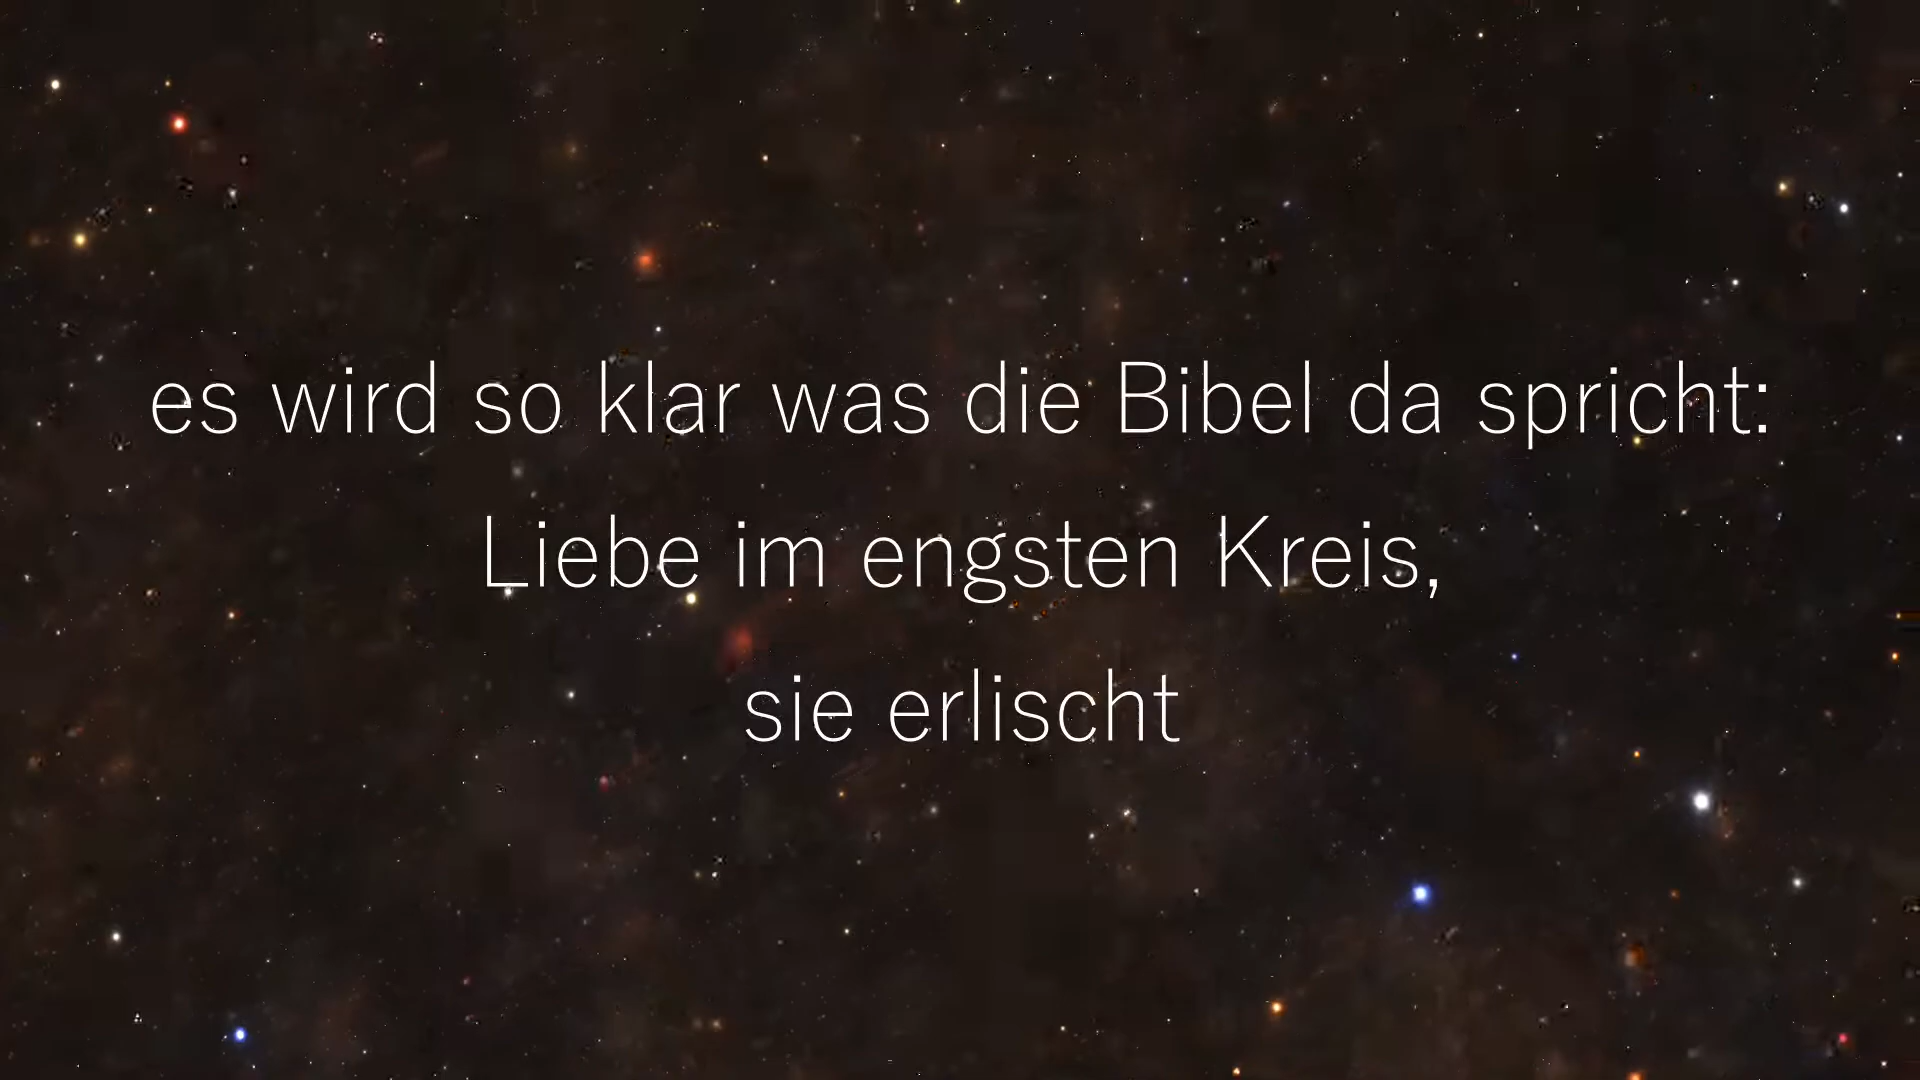 es wird so klar was die Bibel da spricht:
Liebe im engsten Kreis,
sie erlischt